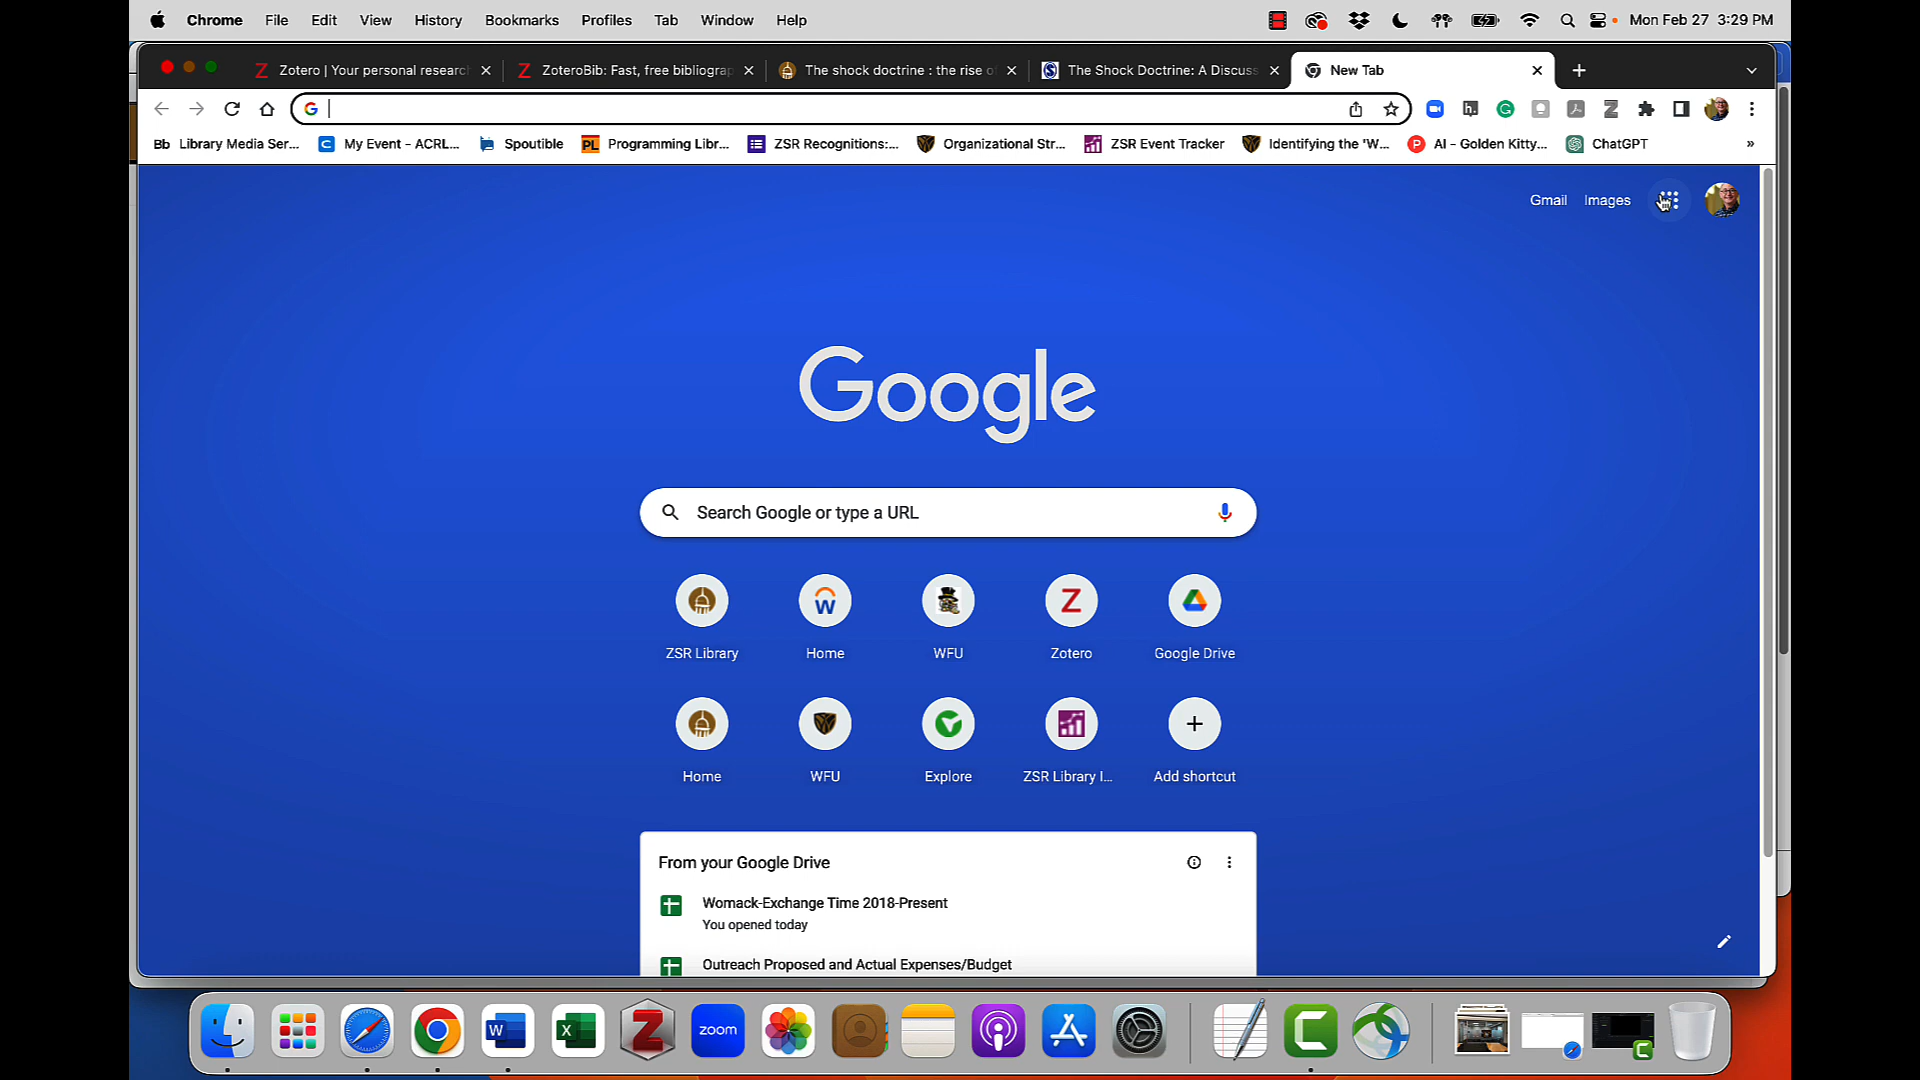 Chrome File Edit View History Bookmarks Profiles Tab Window Help Mon Feb 27 3:29 PM
Zotero | Your personal research ZoteroBib: Fast, free bibliograp The shock doctrine : the rise of The Shock Doctrine: A Discuss New Tab
Bb Library Media Ser... My Event - ACRL... Spoutible PL Programming Libr... ZSR Recognitions:... Organizational Str... ZSR Event Tracker Identifying the 'W... AI - Golden Kitty... ChatGPT »
Gmail Images
Google
Search Google or type a URL
ZSR Library Home WFU Zotero Google Drive
Home WFU Explore ZSR Library I... Add shortcut
From your Google Drive
Womack-Exchange Time 2018-Present
You opened today
Outreach Proposed and Actual Expenses/Budget
zoom